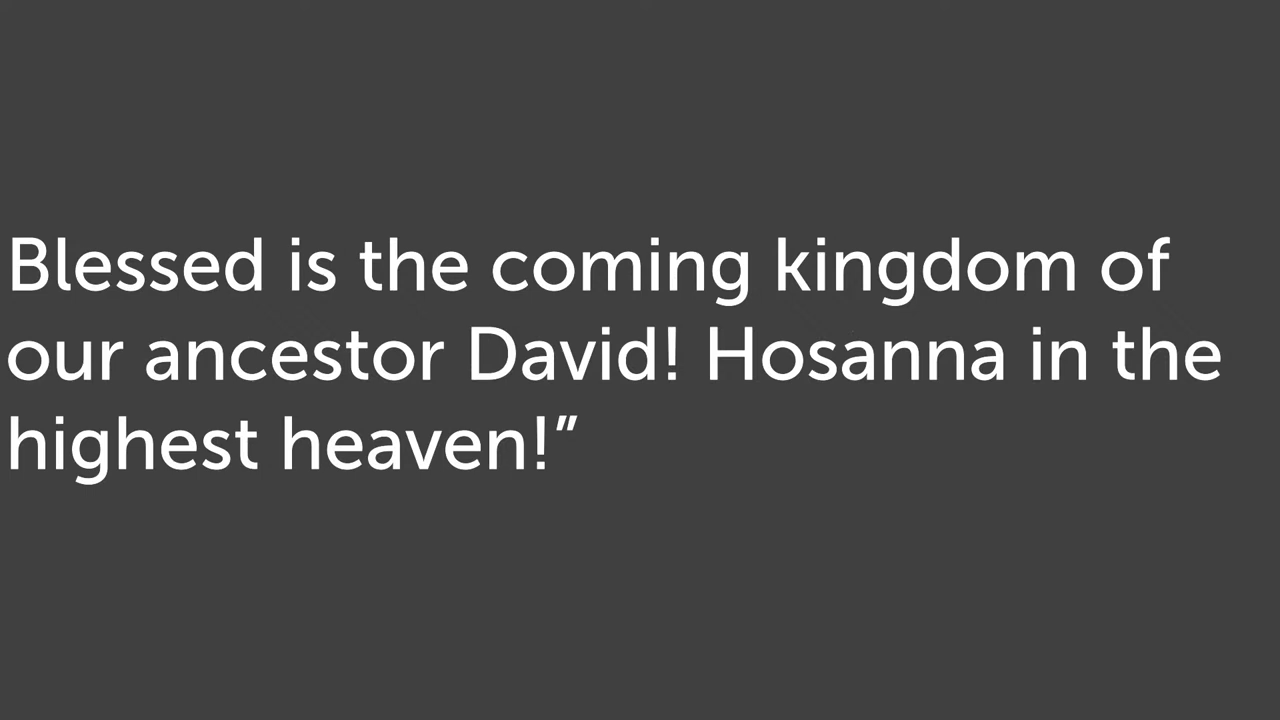 Blessed is the coming kingdom of
our ancestor David! Hosanna in the
highest heaven!”